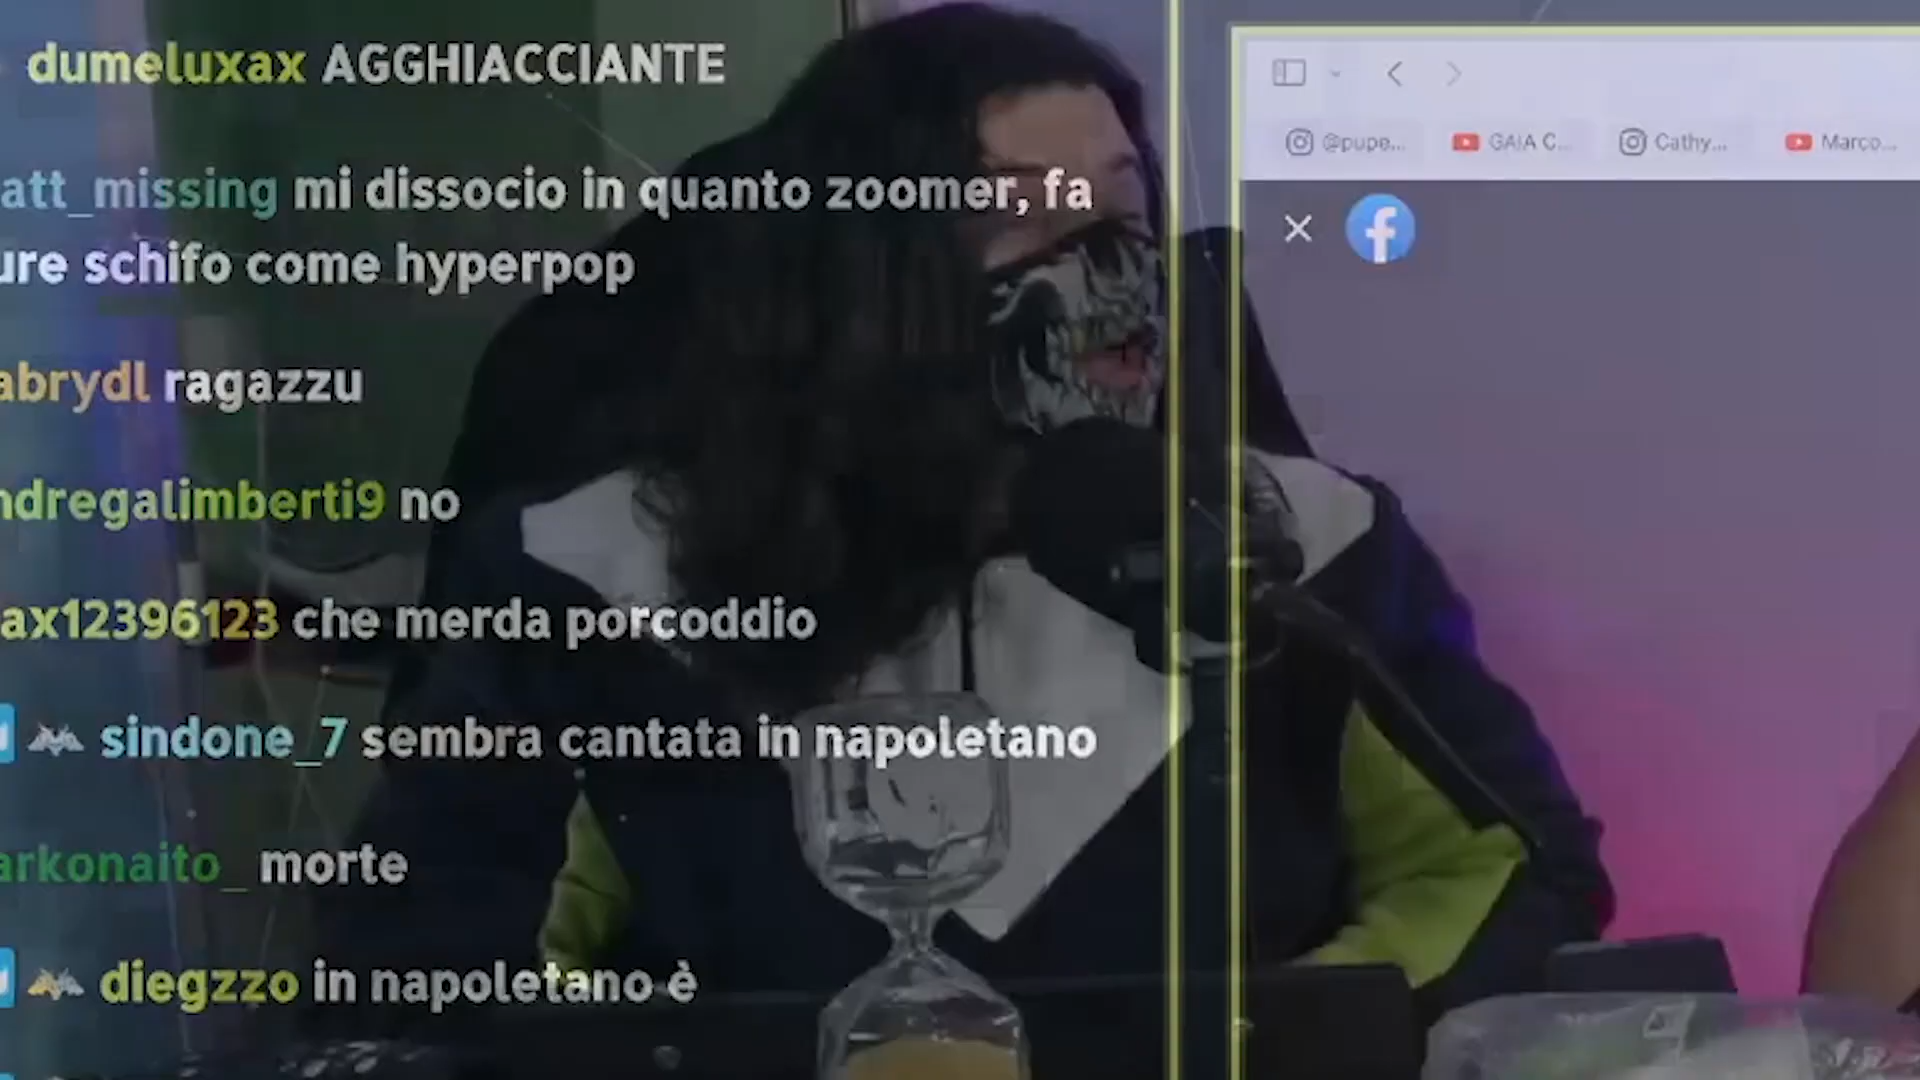 dumeluxax AGGHIACCIANTE
att_missing mi dissocio in quanto zoomer, fa
ure schifo come hyperpop
abrydl ragazzu
ndregalimberti9 no
ax12396123 che merda porcoddio
sindone_7 sembra cantata in napoletano
arkonaito_ morte
diegzzo in napoletano è
@pupe... GAIA C... Cathy... Marco...